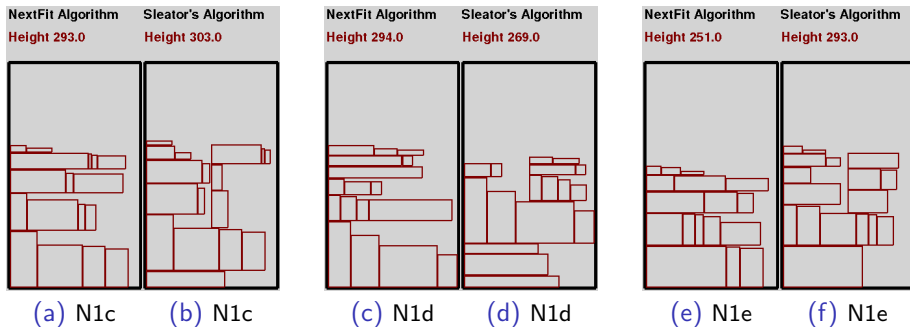 NextFit Algorithm Sleator's Algorithm
Height 293.0 Height 303.0
NextFit Algorithm Sleator's Algorithm
Height 294.0 Height 269.0
NextFit Algorithm Sleator's Algorithm
Height 251.0 Height 293.0
(a) N1c (b) N1c (c) N1d (d) N1d (e) N1e (f) N1e